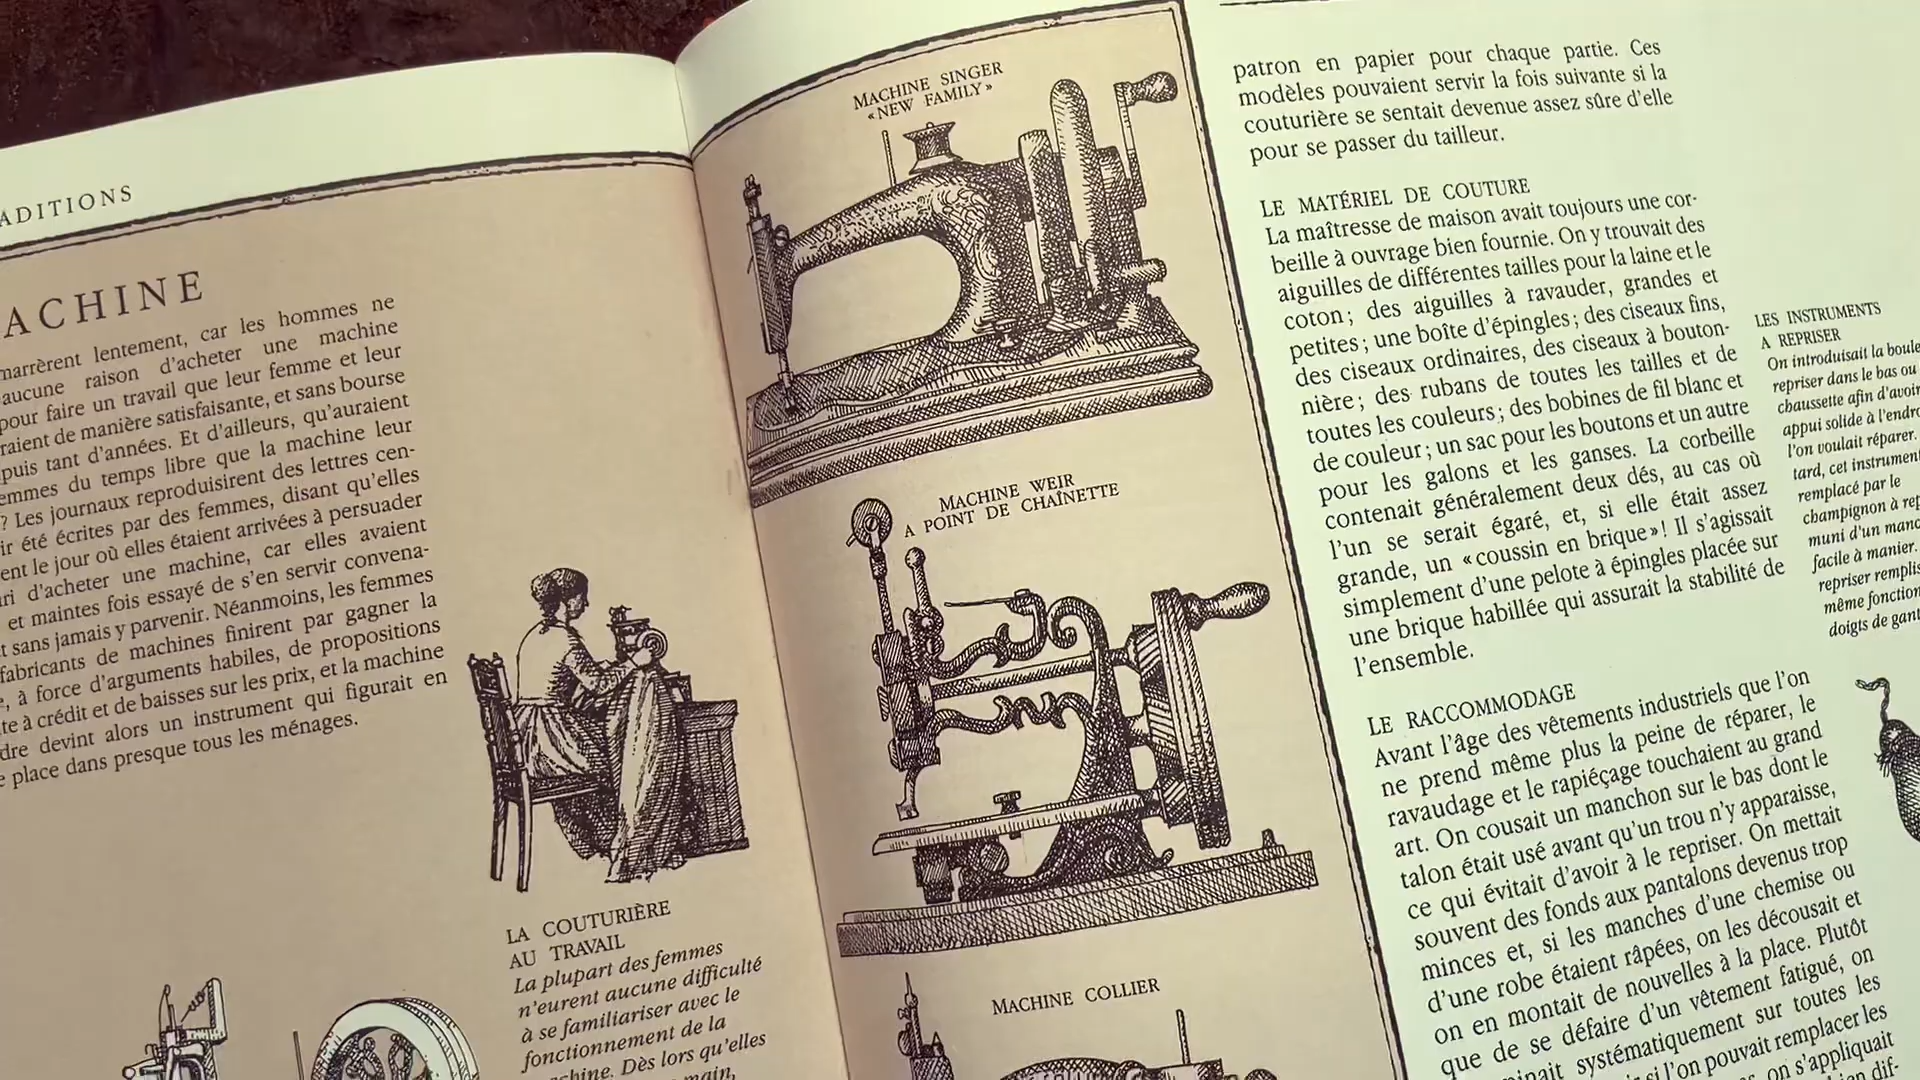 ADITIONS
ACHINE
marrèrent lentement, car les hommes ne
aucune raison d'acheter une machine
pour faire un travail que leur femme et leur
raient de manière satisfaisante, et sans bourse
puis tant d'années. Et d'ailleurs, qu'auraient
emmes du temps libre que la machine leur
? Les journaux reproduisirent des lettres cen-
ir été écrites par des femmes, disant qu'elles
ent le jour où elles étaient arrivées à persuader
ri d'acheter une machine, car elles avaient
et maintes fois essayé de s'en servir convena-
t sans jamais y parvenir. Néanmoins, les femmes
fabricants de machines finirent par gagner la
e, à force d'arguments habiles, de propositions
te à crédit et de baisses sur les prix, et la machine
dre devint alors un instrument qui figurait en
e place dans presque tous les ménages.
LA COUTURIÈRE
AU TRAVAIL
La plupart des femmes
n'eurent aucune difficulté
à se familiariser avec le
fonctionnement de la
chine. Dès lors qu'elles
main,
MACHINE SINGER
«NEW FAMILY»
MACHINE WEIR
A POINT DE CHAÎNETTE
MACHINE COLLIER
patron en papier pour chaque partie. Ces
modèles pouvaient servir la fois suivante si la
couturière se sentait devenue assez sûre d'elle
pour se passer du tailleur.
LE MATÉRIEL DE COUTURE
La maîtresse de maison avait toujours une cor-
beille à ouvrage bien fournie. On y trouvait des
aiguilles de différentes tailles pour la laine et le
coton; des aiguilles à ravauder, grandes et
petites; une boîte d'épingles; des ciseaux fins,
des ciseaux ordinaires, des ciseaux à bouton-
nière; des rubans de toutes les tailles et de
toutes les couleurs; des bobines de fil blanc et
de couleur; un sac pour les boutons et un autre
pour les galons et les ganses. La corbeille
contenait généralement deux dés, au cas où
l'un se serait égaré, et, si elle était assez
grande, un «coussin en brique»! Il s'agissait
simplement d'une pelote à épingles placée sur
une brique habillée qui assurait la stabilité de
l'ensemble.
LE RACCOMMODAGE
Avant l'âge des vêtements industriels que l'on
ne prend même plus la peine de réparer, le
ravaudage et le rapiéçage touchaient au grand
art. On cousait un manchon sur le bas dont le
talon était usé avant qu'un trou n'y apparaisse,
ce qui évitait d'avoir à le repriser. On mettait
souvent des fonds aux pantalons devenus trop
minces et, si les manches d'une chemise ou
d'une robe étaient râpées, on les décousait et
on en montait de nouvelles à la place. Plutôt
que de se défaire d'un vêtement fatigué, on
inait systématiquement sur toutes les
si l'on pouvait remplacer les
on s'appliquait
ien dif-
LES INSTRUMENTS
A REPRISER
On introduisait la boule
repriser dans le bas ou
chaussette afin d'avoir
appui solide à l'endro
l'on voulait réparer.
tard, cet instrument
remplacé par le
champignon à rep
muni d'un manc
facile à manier.
repriser remplis
même fonction
doigts de gant